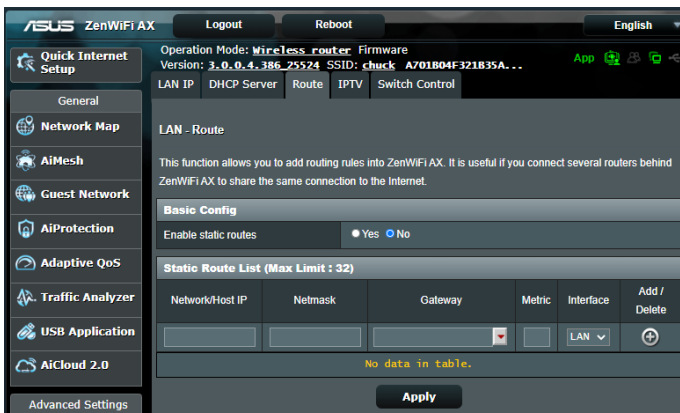 ASUS ZenWiFi AX Logout Reboot English
Quick Internet Setup
General
Network Map
AiMesh
Guest Network
AiProtection
Adaptive QoS
Traffic Analyzer
USB Application
AiCloud 2.0
Advanced Settings
Operation Mode: Wireless router Firmware
Version: 3.0.0.4.386_25524 SSID: chuck A701B04F321B35A...
App
LAN IP DHCP Server Route IPTV Switch Control
LAN - Route
This function allows you to add routing rules into ZenWiFi AX. It is useful if you connect several routers behind
ZenWiFi AX to share the same connection to the Internet.
Basic Config
Enable static routes Yes No
Static Route List (Max Limit : 32)
Network/Host IP Netmask Gateway Metric Interface Add / Delete
LAN
No data in table.
Apply